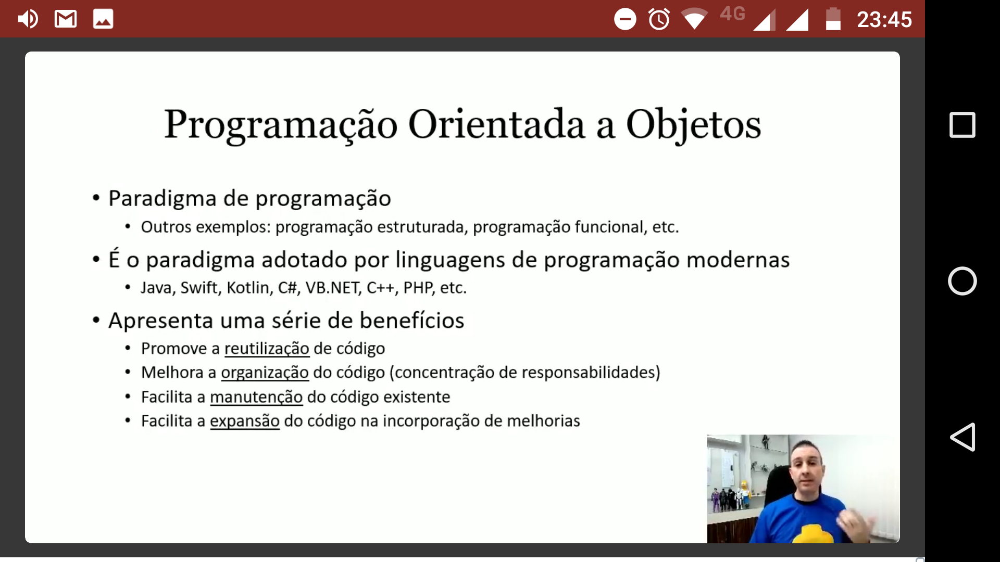 4G 23:45
Programação Orientada a Objetos
• Paradigma de programação
• Outros exemplos: programação estruturada, programação funcional, etc.
• É o paradigma adotado por linguagens de programação modernas
• Java, Swift, Kotlin, C#, VB.NET, C++, PHP, etc.
• Apresenta uma série de benefícios
• Promove a reutilização de código
• Melhora a organização do código (concentração de responsabilidades)
• Facilita a manutenção do código existente
• Facilita a expansão do código na incorporação de melhorias